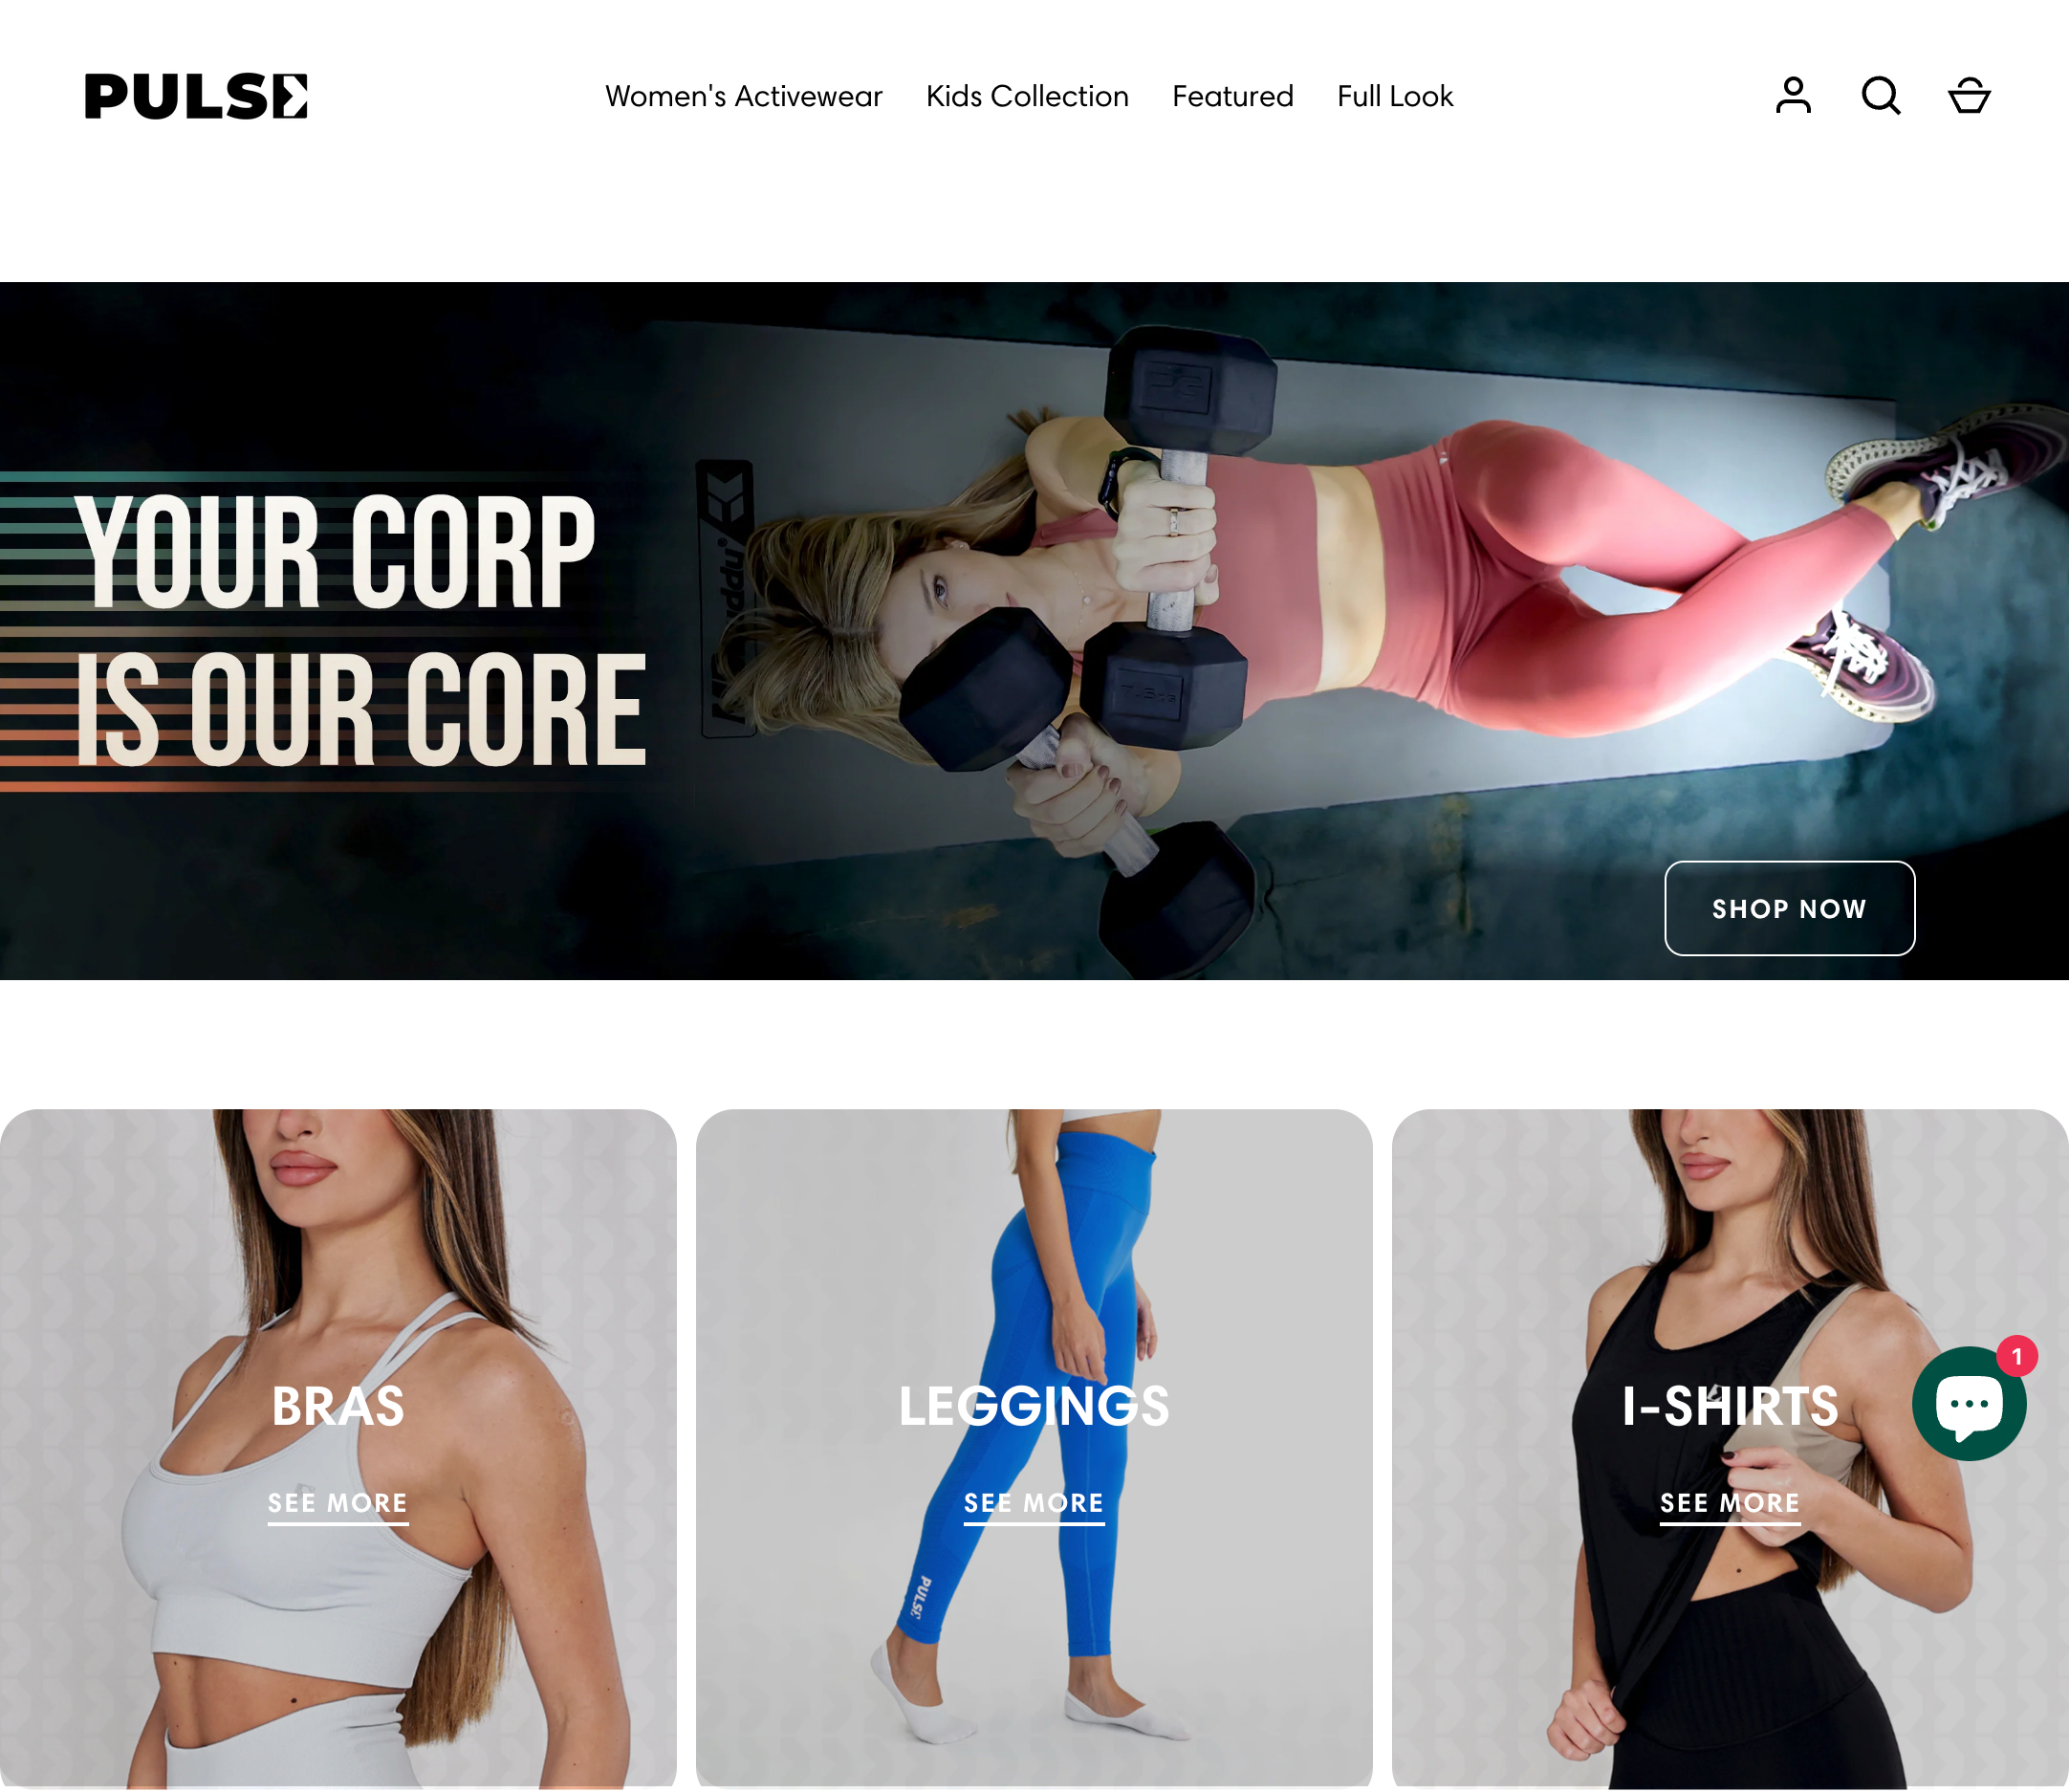 PULSE
Women's Activewear Kids Collection Featured Full Look
YOUR CORP
IS OUR CORE
SHOP NOW
BRAS
SEE MORE
LEGGINGS
SEE MORE
PULSE
I-SHIRTS
SEE MORE
1